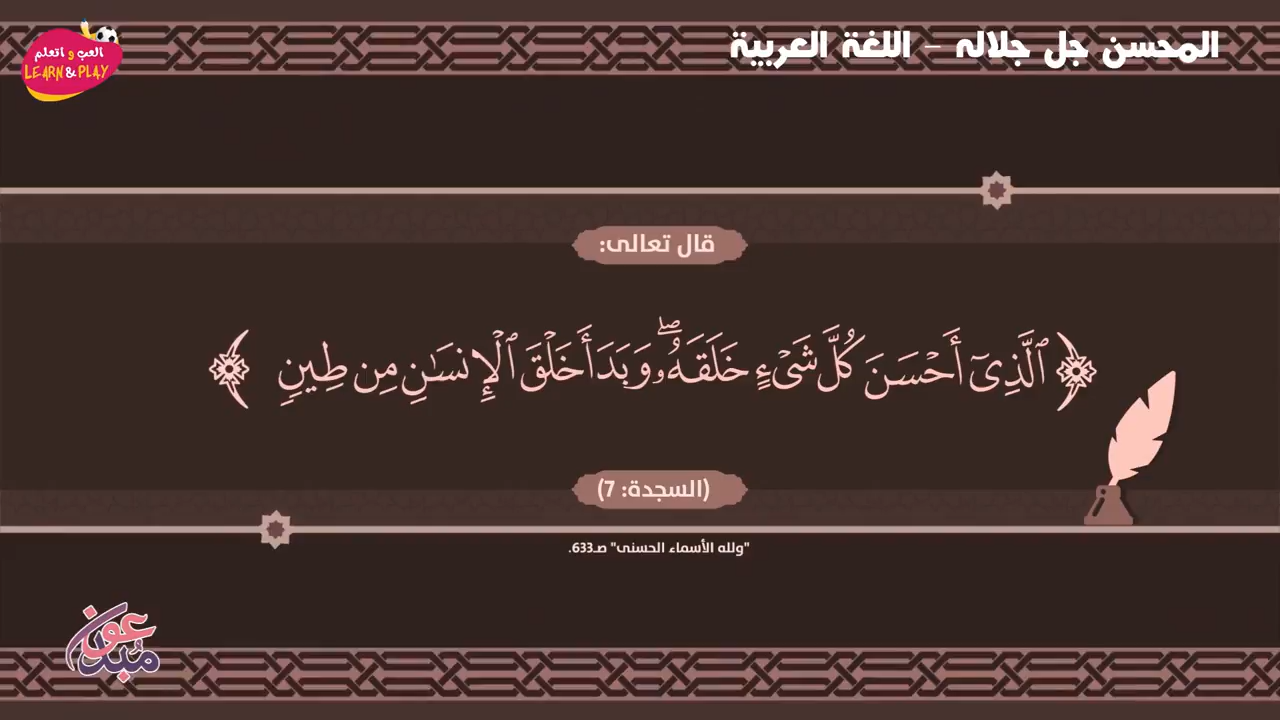 المحسن جل جلاله – اللغة العربية
العب و اتعلم
LEARN & PLAY
قال تعالى:
﴿ ٱلَّذِىٓ أَحۡسَنَ كُلَّ شَىۡءٍ خَلَقَهُۥۖ وَبَدَأَ خَلۡقَ ٱلۡإِنسَٰنِ مِن طِينٍ ﴾
(السجدة: 7)
"ولله الأسماء الحسنى" صـ633.
مُبدعون